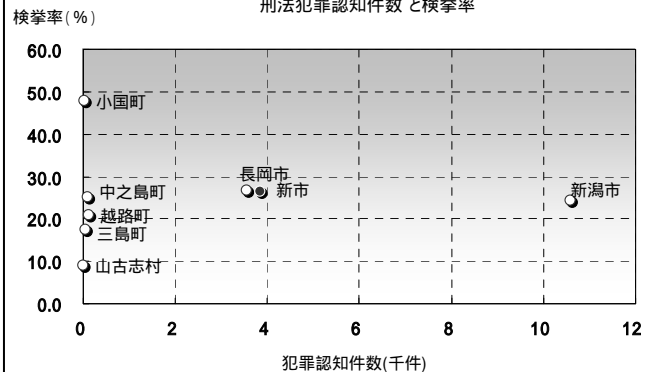 刑法犯罪認知件数と検挙率
検挙率(%)
60.0
50.0
小国町
40.0
30.0
長岡市
中之島町
新市
新潟市
20.0
越路町
三島町
10.0
山古志村
0.0
0 2 4 6 8 10 12
犯罪認知件数(千件)